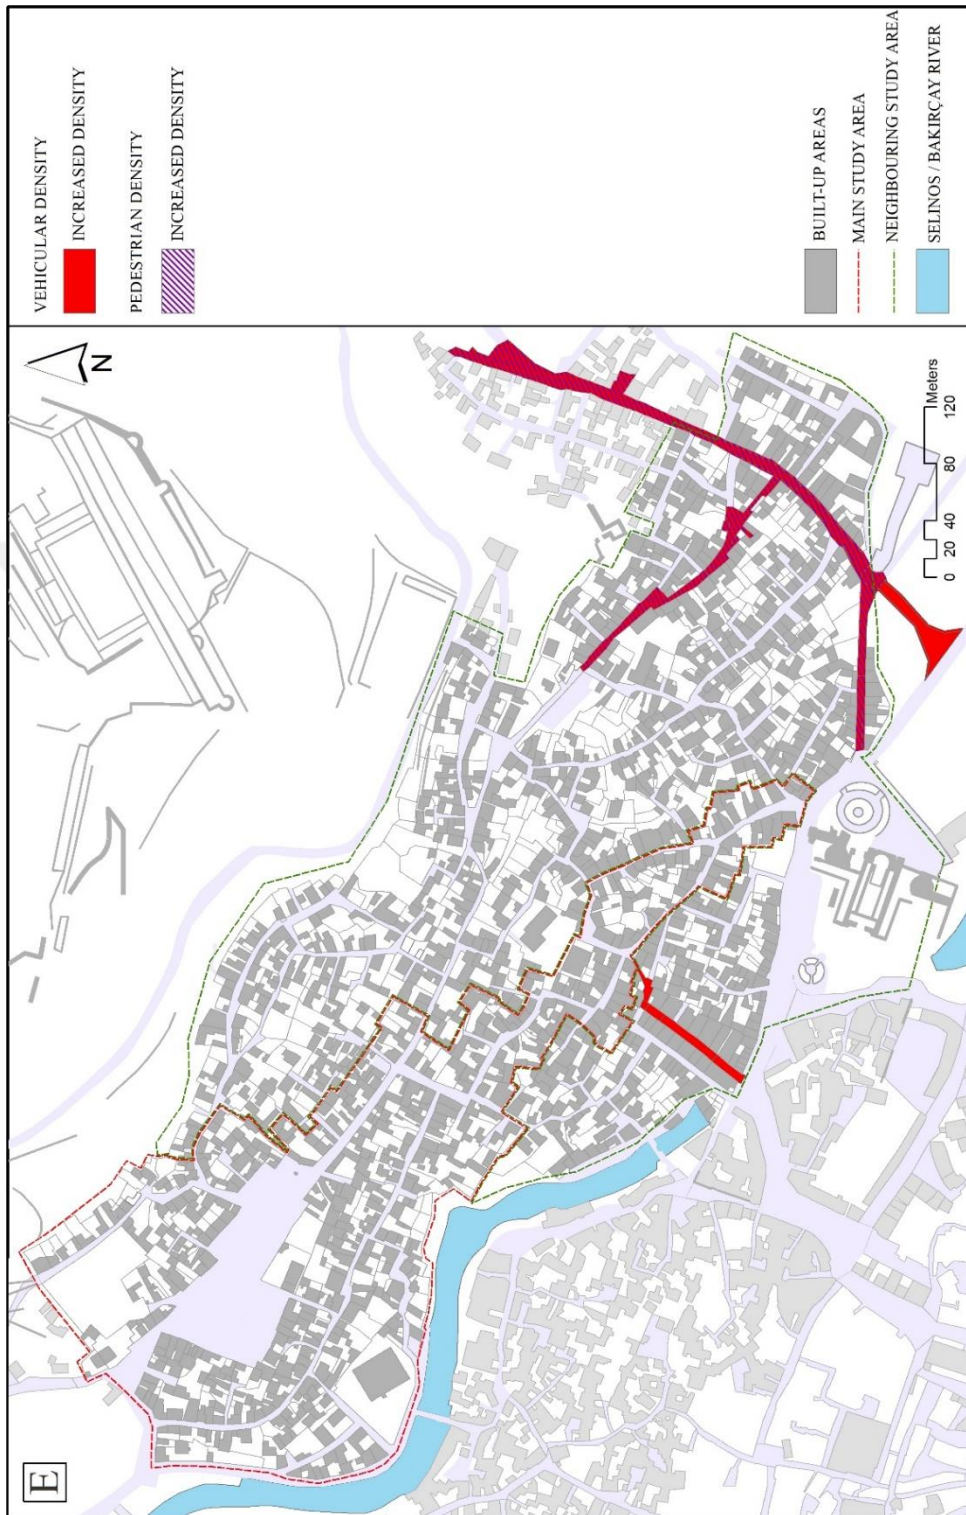 VEHICULAR DENSITY
INCREASED DENSITY
PEDESTRIAN DENSITY
INCREASED DENSITY
BUILT-UP AREAS
MAIN STUDY AREA
NEIGHBOURING STUDY AREA
SELINOS / BAKIRÇAY RIVER
N
0 20 40 80 120
Meters
E